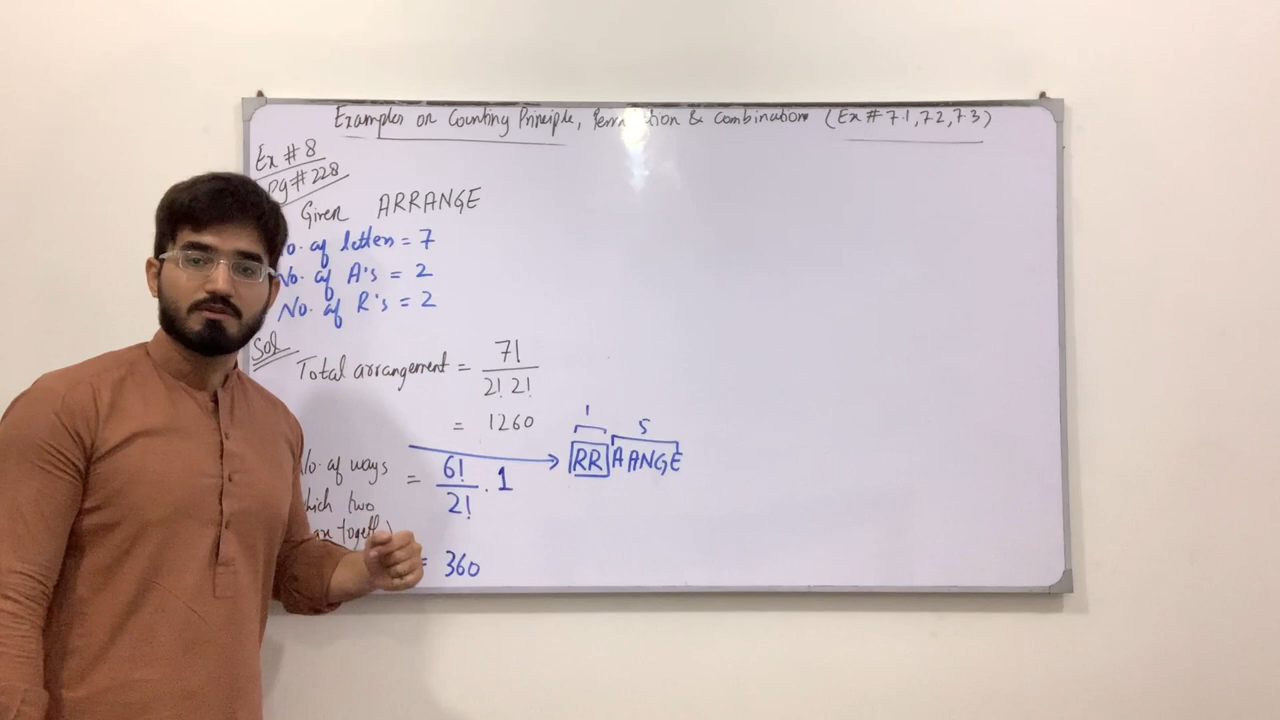 Examples on Counting Principle, & Combination (Ex # 7.1, 7.2, 7.3)
Ex # 8
Pg # 228
Given ARRANGE
No. of letters = 7
No. of A's = 2
No. of R's = 2
Sol
Total arrangement = 7! / 2! 2!
= 1260
No. of ways
which two
are
= 6! / 2! . 1
= 360
1 5
RR AANGE